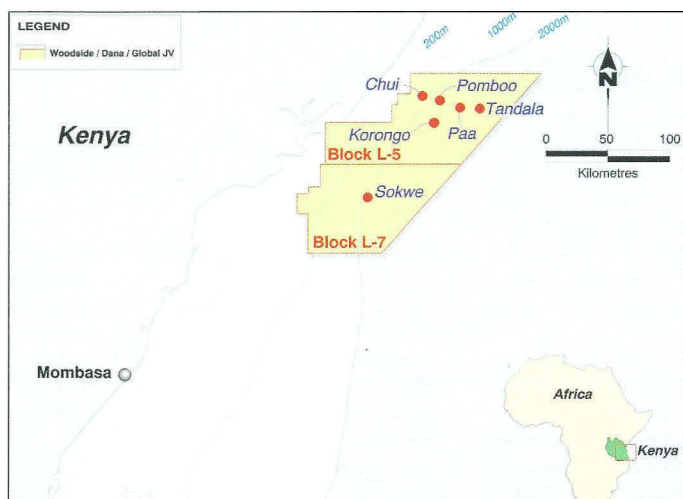 LEGEND
Woodside / Dana / Global JV
200m
1000m
2000m
N
Chui
Pomboo
Tandala
Kenya
Korongo
Paa
0 50 100
Kilometres
Block L-5
Sokwe
Block L-7
Mombasa
Africa
Kenya